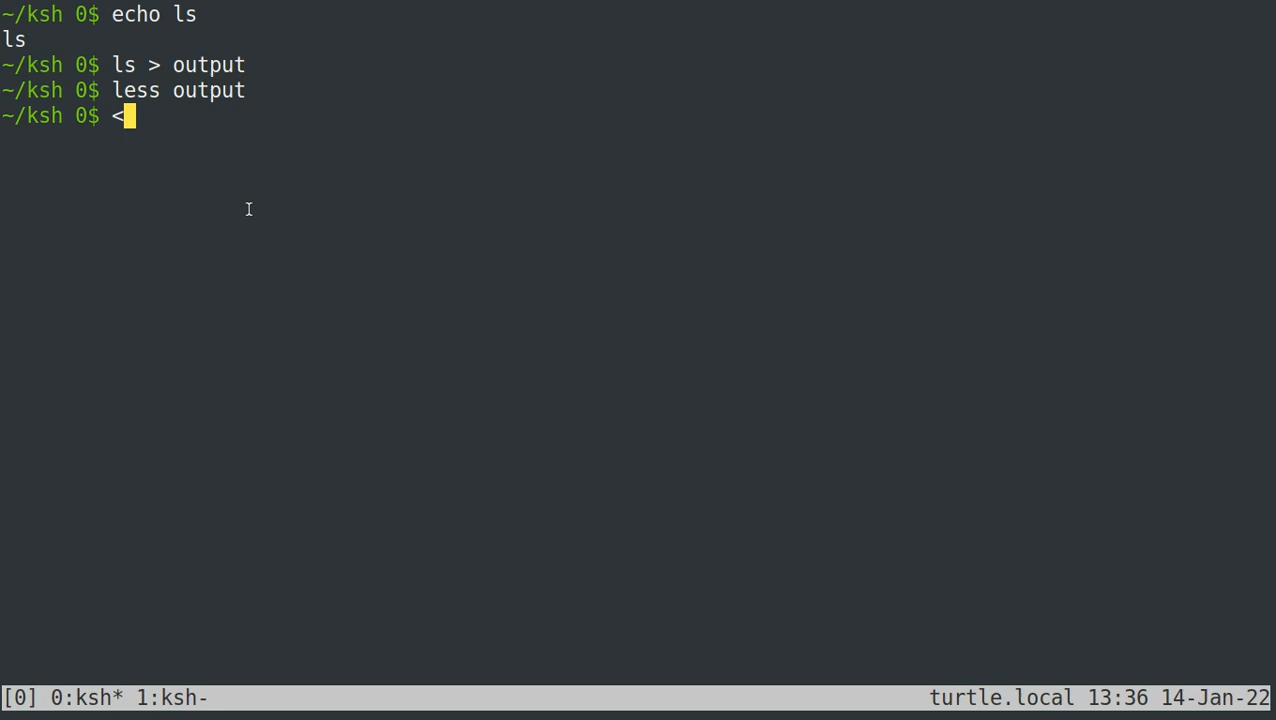 ~/ksh 0$ echo ls
ls
~/ksh 0$ ls > output
~/ksh 0$ less output
~/ksh 0$ <
[0] 0:ksh* 1:ksh- turtle.local 13:36 14-Jan-22